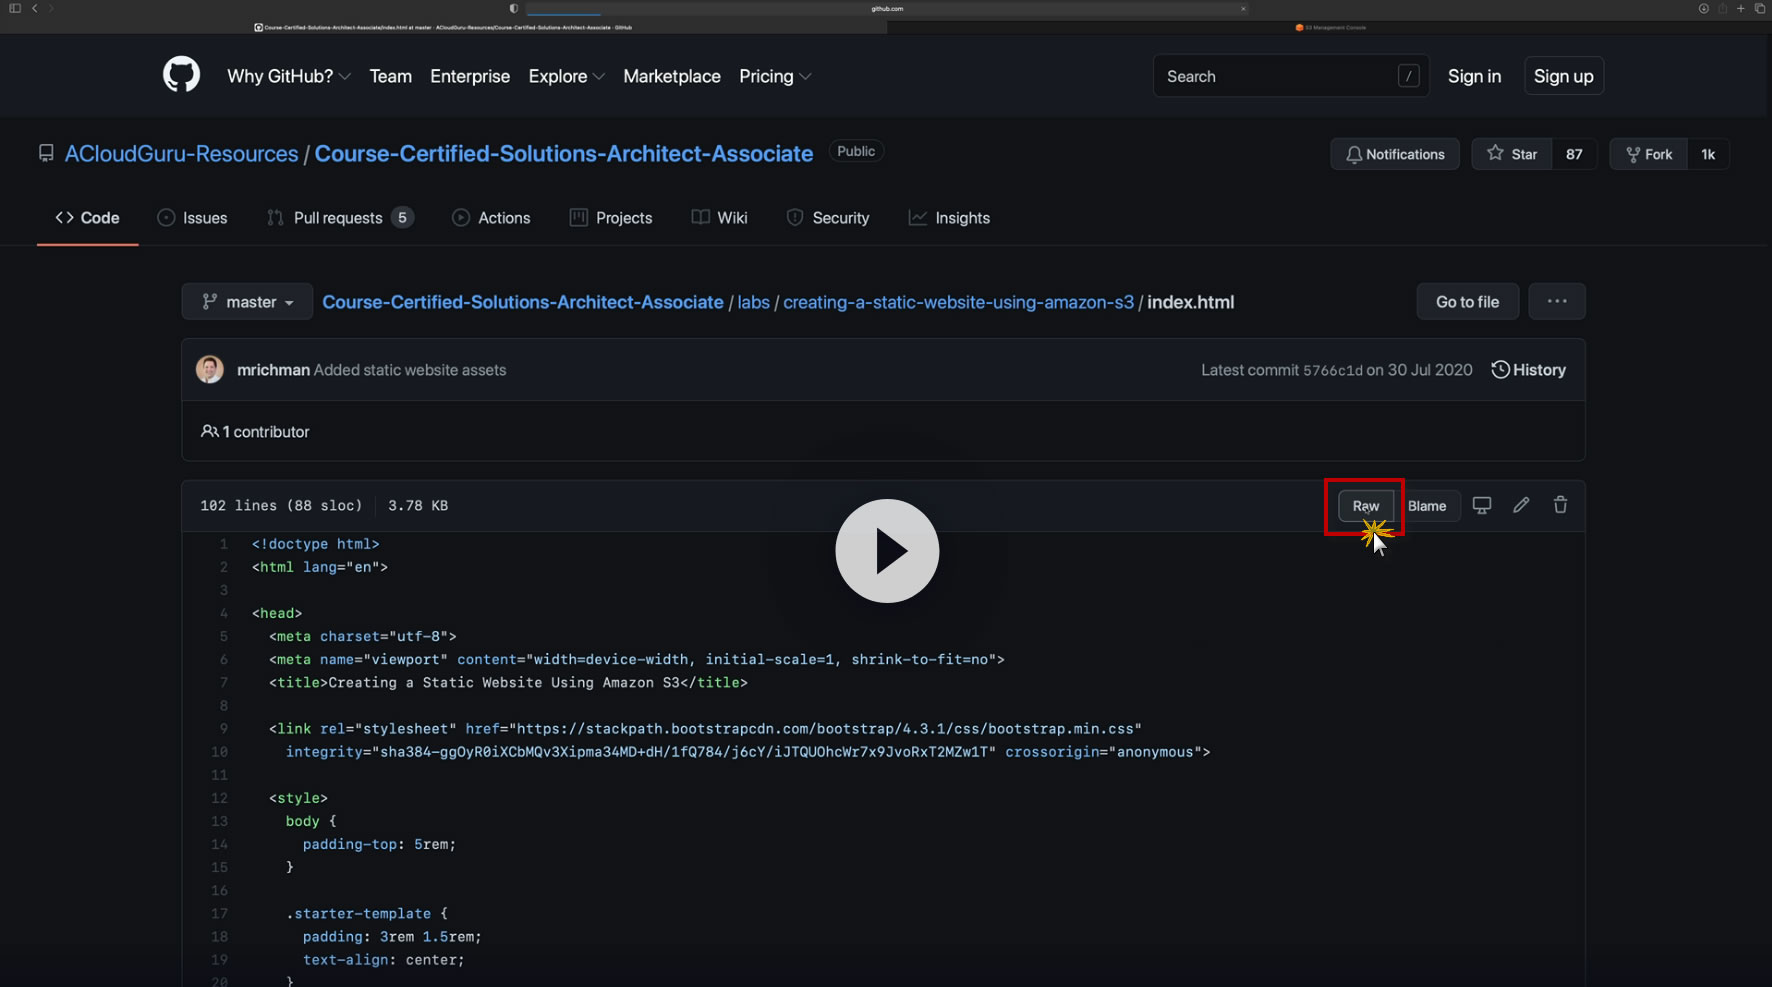 github.com
Course-Certified-Solutions-Architect-Associate/index.html at master · ACloudGuru-Resources/Course-Certified-Solutions-Architect-Associate · GitHub
S3 Management Console
Why GitHub? Team Enterprise Explore Marketplace Pricing Search / Sign in Sign up
ACloudGuru-Resources / Course-Certified-Solutions-Architect-Associate Public Notifications Star 87 Fork 1k
Code Issues Pull requests 5 Actions Projects Wiki Security Insights
master Course-Certified-Solutions-Architect-Associate / labs / creating-a-static-website-using-amazon-s3 / index.html Go to file ...
mrichman Added static website assets Latest commit 5766c1d on 30 Jul 2020 History
1 contributor
102 lines (88 sloc) 3.78 KB Raw Blame
1 <!doctype html>
2 <html lang="en">
3
4 <head>
5 <meta charset="utf-8">
6 <meta name="viewport" content="width=device-width, initial-scale=1, shrink-to-fit=no">
7 <title>Creating a Static Website Using Amazon S3</title>
8
9 <link rel="stylesheet" href="https://stackpath.bootstrapcdn.com/bootstrap/4.3.1/css/bootstrap.min.css"
10 integrity="sha384-ggOyR0iXCbMQv3Xipma34MD+dH/1fQ784/j6cY/iJTQUOhcWr7x9JvoRxT2MZw1T" crossorigin="anonymous">
11
12 <style>
13 body {
14 padding-top: 5rem;
15 }
16
17 .starter-template {
18 padding: 3rem 1.5rem;
19 text-align: center;
20 }